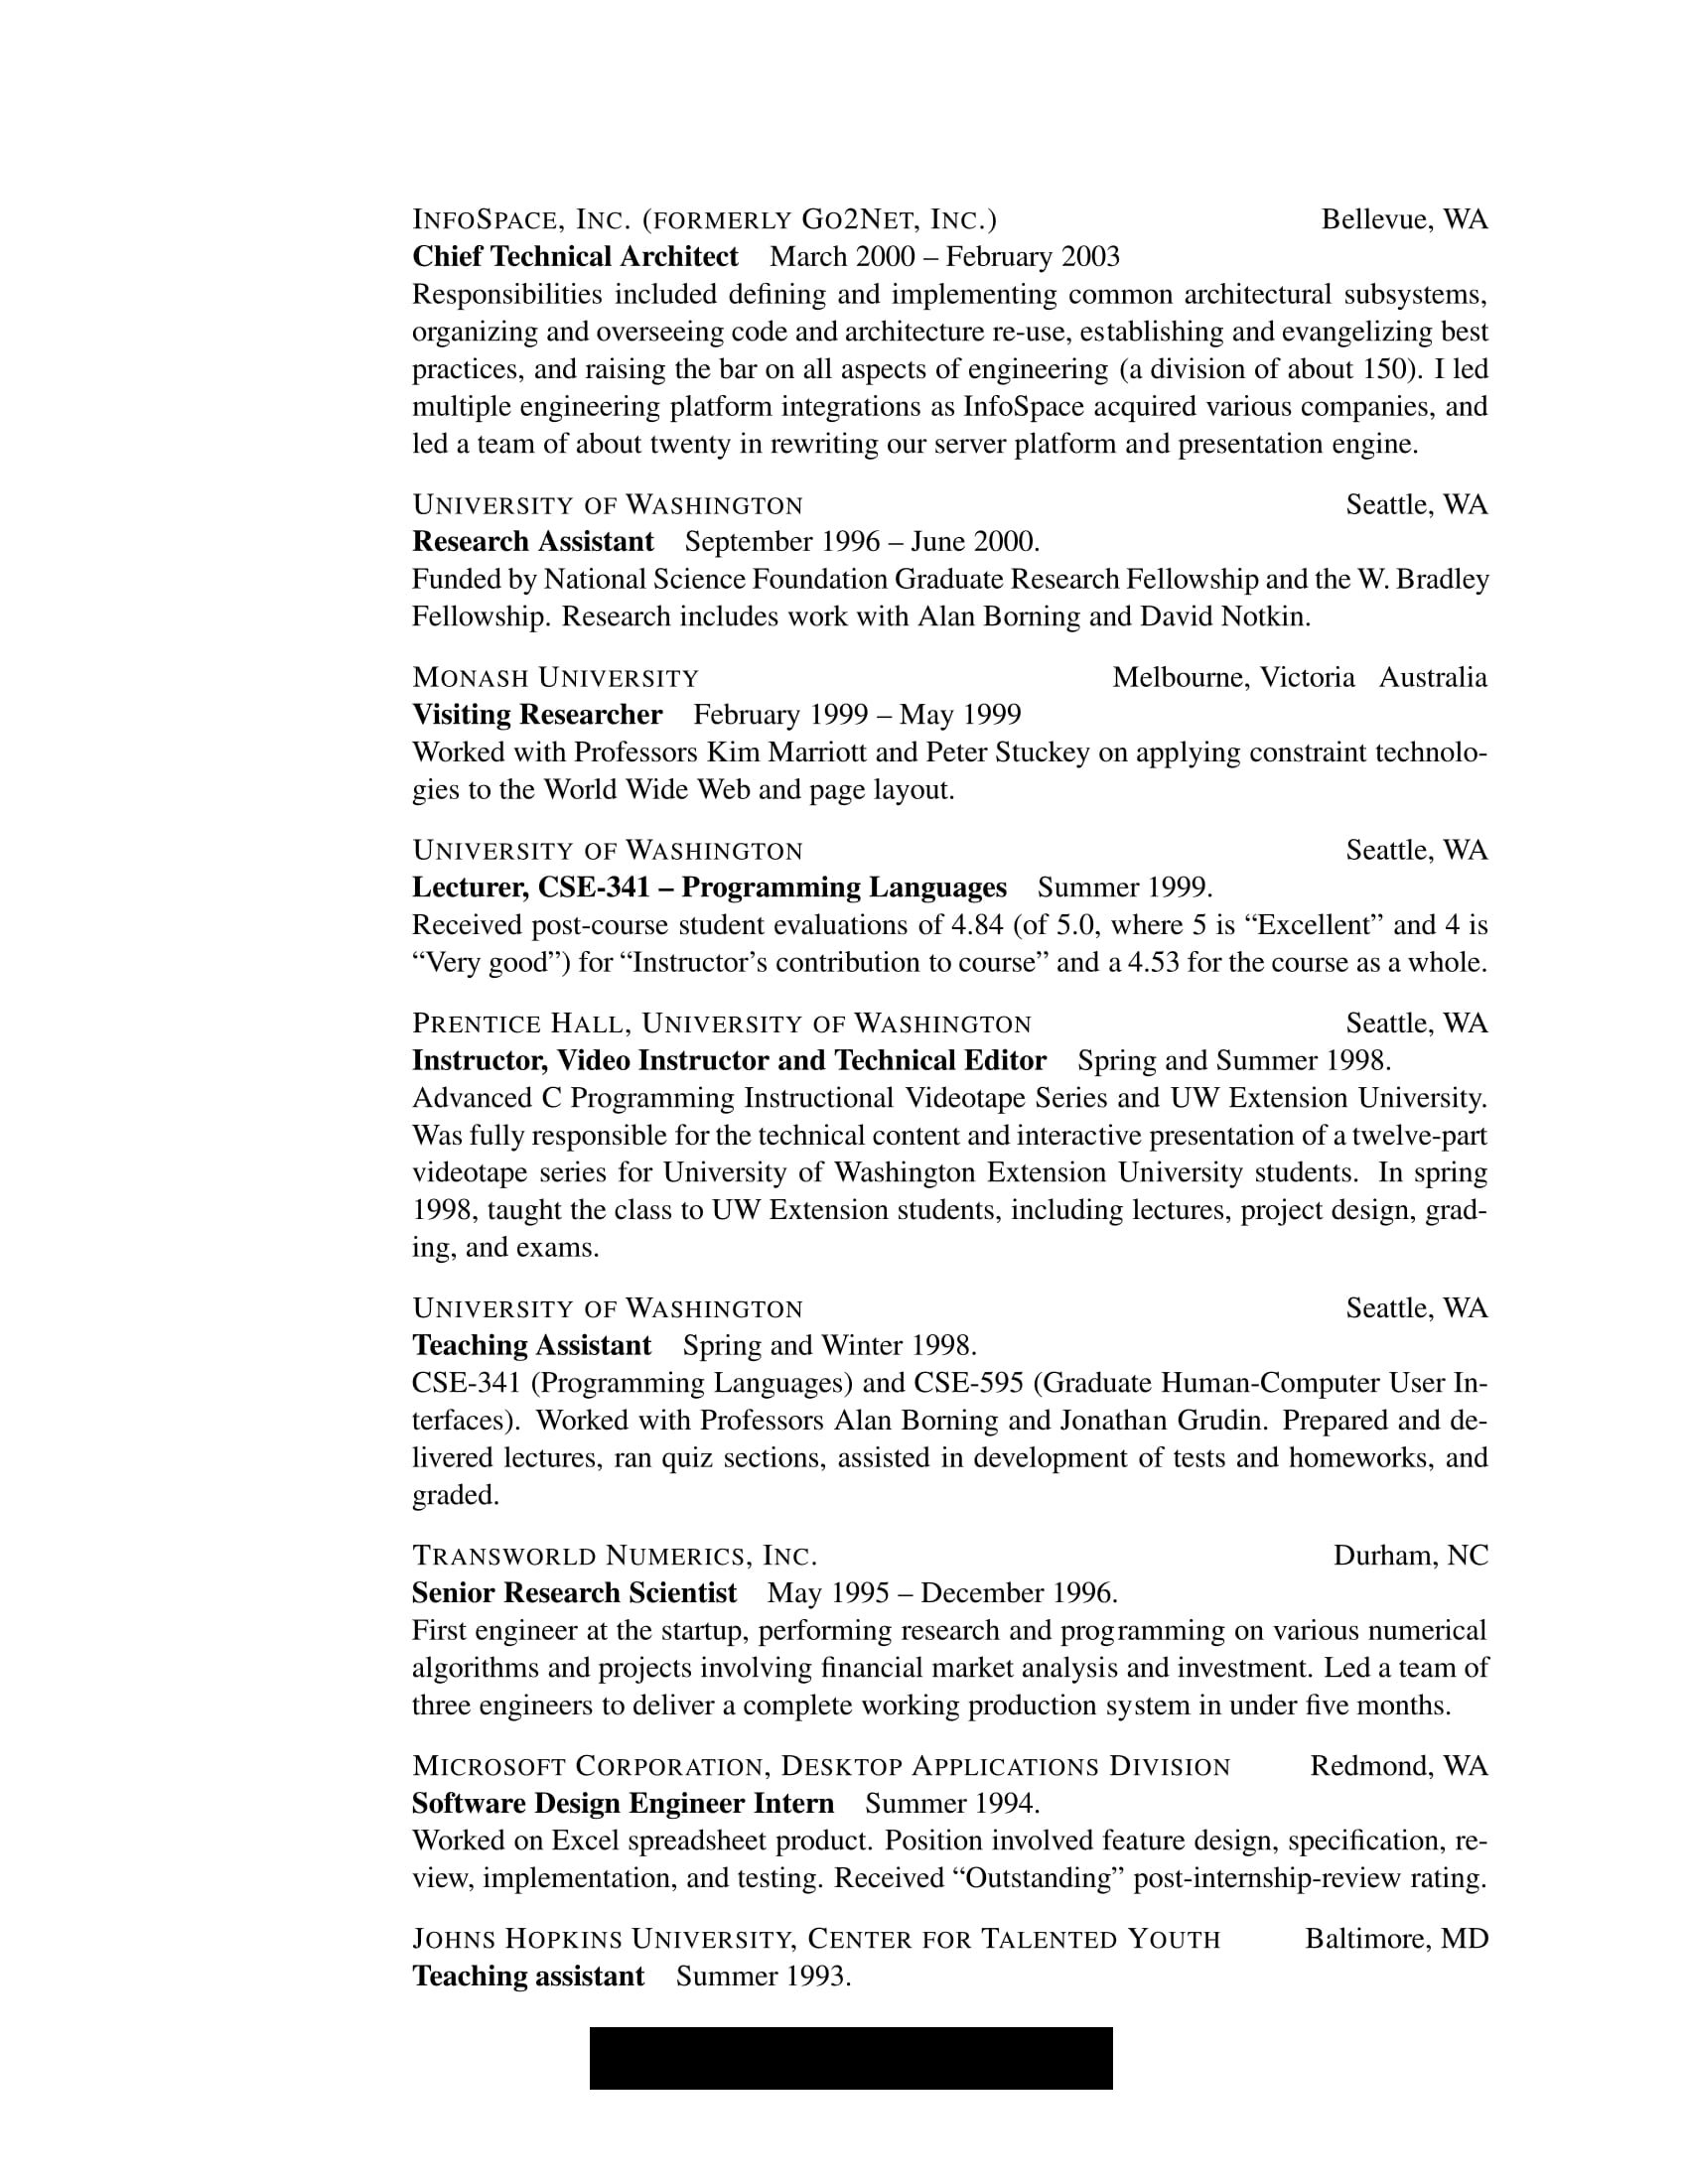 INFOSPACE, INC. (FORMERLY GO2NET, INC.) Bellevue, WA
Chief Technical Architect March 2000 – February 2003
Responsibilities included defining and implementing common architectural subsystems,
organizing and overseeing code and architecture re-use, establishing and evangelizing best
practices, and raising the bar on all aspects of engineering (a division of about 150). I led
multiple engineering platform integrations as InfoSpace acquired various companies, and
led a team of about twenty in rewriting our server platform and presentation engine.
UNIVERSITY OF WASHINGTON Seattle, WA
Research Assistant September 1996 – June 2000.
Funded by National Science Foundation Graduate Research Fellowship and the W. Bradley
Fellowship. Research includes work with Alan Borning and David Notkin.
MONASH UNIVERSITY Melbourne, Victoria Australia
Visiting Researcher February 1999 – May 1999
Worked with Professors Kim Marriott and Peter Stuckey on applying constraint technolo-
gies to the World Wide Web and page layout.
UNIVERSITY OF WASHINGTON Seattle, WA
Lecturer, CSE-341 – Programming Languages Summer 1999.
Received post-course student evaluations of 4.84 (of 5.0, where 5 is “Excellent” and 4 is
“Very good”) for “Instructor’s contribution to course” and a 4.53 for the course as a whole.
PRENTICE HALL, UNIVERSITY OF WASHINGTON Seattle, WA
Instructor, Video Instructor and Technical Editor Spring and Summer 1998.
Advanced C Programming Instructional Videotape Series and UW Extension University.
Was fully responsible for the technical content and interactive presentation of a twelve-part
videotape series for University of Washington Extension University students. In spring
1998, taught the class to UW Extension students, including lectures, project design, grad-
ing, and exams.
UNIVERSITY OF WASHINGTON Seattle, WA
Teaching Assistant Spring and Winter 1998.
CSE-341 (Programming Languages) and CSE-595 (Graduate Human-Computer User In-
terfaces). Worked with Professors Alan Borning and Jonathan Grudin. Prepared and de-
livered lectures, ran quiz sections, assisted in development of tests and homeworks, and
graded.
TRANSWORLD NUMERICS, INC. Durham, NC
Senior Research Scientist May 1995 – December 1996.
First engineer at the startup, performing research and programming on various numerical
algorithms and projects involving financial market analysis and investment. Led a team of
three engineers to deliver a complete working production system in under five months.
MICROSOFT CORPORATION, DESKTOP APPLICATIONS DIVISION Redmond, WA
Software Design Engineer Intern Summer 1994.
Worked on Excel spreadsheet product. Position involved feature design, specification, re-
view, implementation, and testing. Received “Outstanding” post-internship-review rating.
JOHNS HOPKINS UNIVERSITY, CENTER FOR TALENTED YOUTH Baltimore, MD
Teaching assistant Summer 1993.